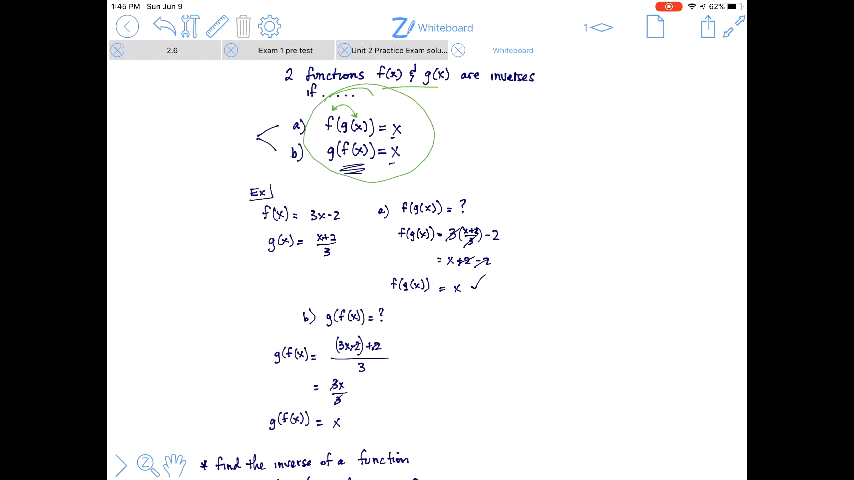 1:46 PM Sun Jun 9
62%
Whiteboard
1
2.6
Exam 1 pre test
Unit 2 Practice Exam solu...
Whiteboard
2 functions f(x) & g(x) are inverses
if .....
a) f(g(x)) = x
b) g(f(x)) = x
Ex
f(x) = 3x-2
g(x) = x+2/3
a) f(g(x)) = ?
f(g(x)) = 3(x+2/3) -2
= x+2-2
f(g(x)) = x ✓
b) g(f(x)) = ?
g(f(x) = (3x-2)+2/3
= 3x/3
g(f(x)) = x
* find the inverse of a function